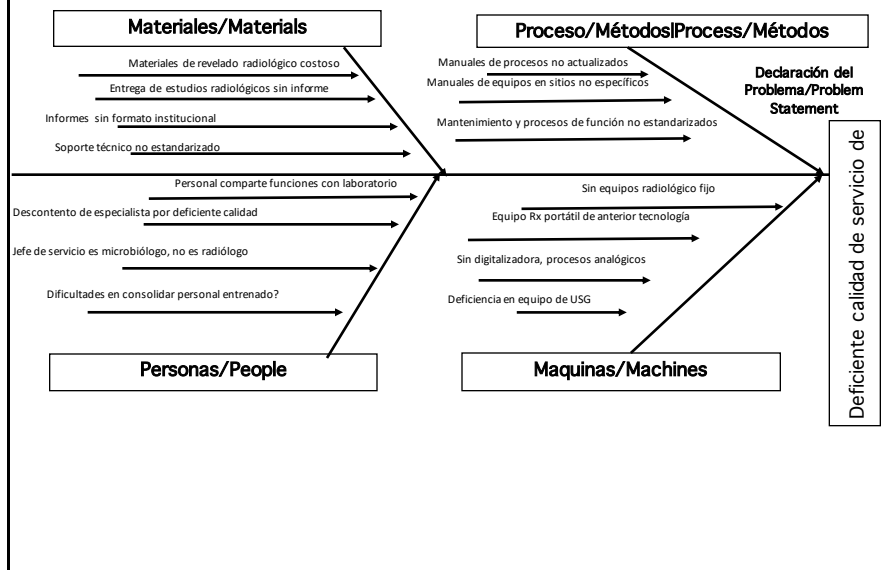 Materiales/Materials
Materiales de revelado radiológico costoso
Entrega de estudios radiológicos sin informe
Informes sin formato institucional
Soporte técnico no estandarizado
Proceso/Métodos|Process/Métodos
Manuales de procesos no actualizados
Manuales de equipos en sitios no específicos
Mantenimiento y procesos de función no estandarizados
Declaración del
Problema/Problem
Statement
Deficiente calidad de servicio de
Personal comparte funciones con laboratorio
Descontento de especialista por deficiente calidad
Jefe de servicio es microbiólogo, no es radiólogo
Dificultades en consolidar personal entrenado?
Personas/People
Sin equipos radiológico fijo
Equipo Rx portátil de anterior tecnología
Sin digitalizadora, procesos analógicos
Deficiencia en equipo de USG
Maquinas/Machines